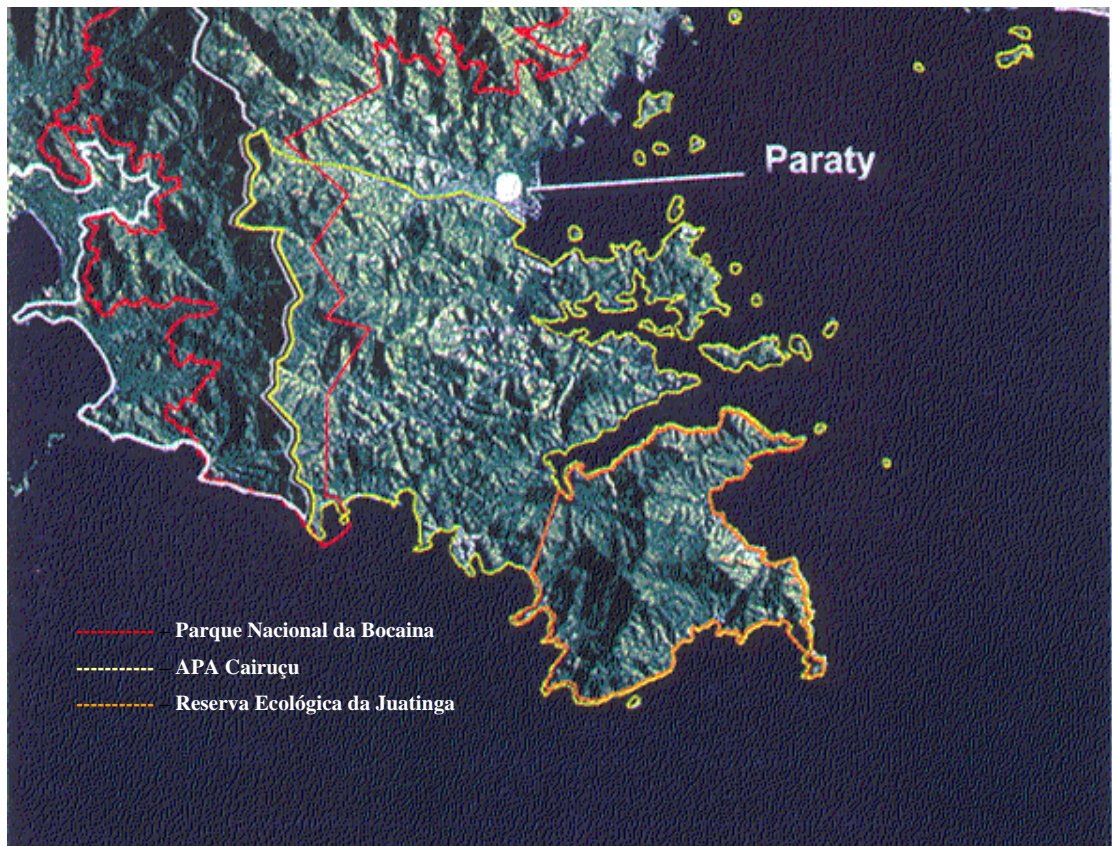 Paraty
Parque Nacional da Bocaina
APA Cairuçu
Reserva Ecológica da Juatinga